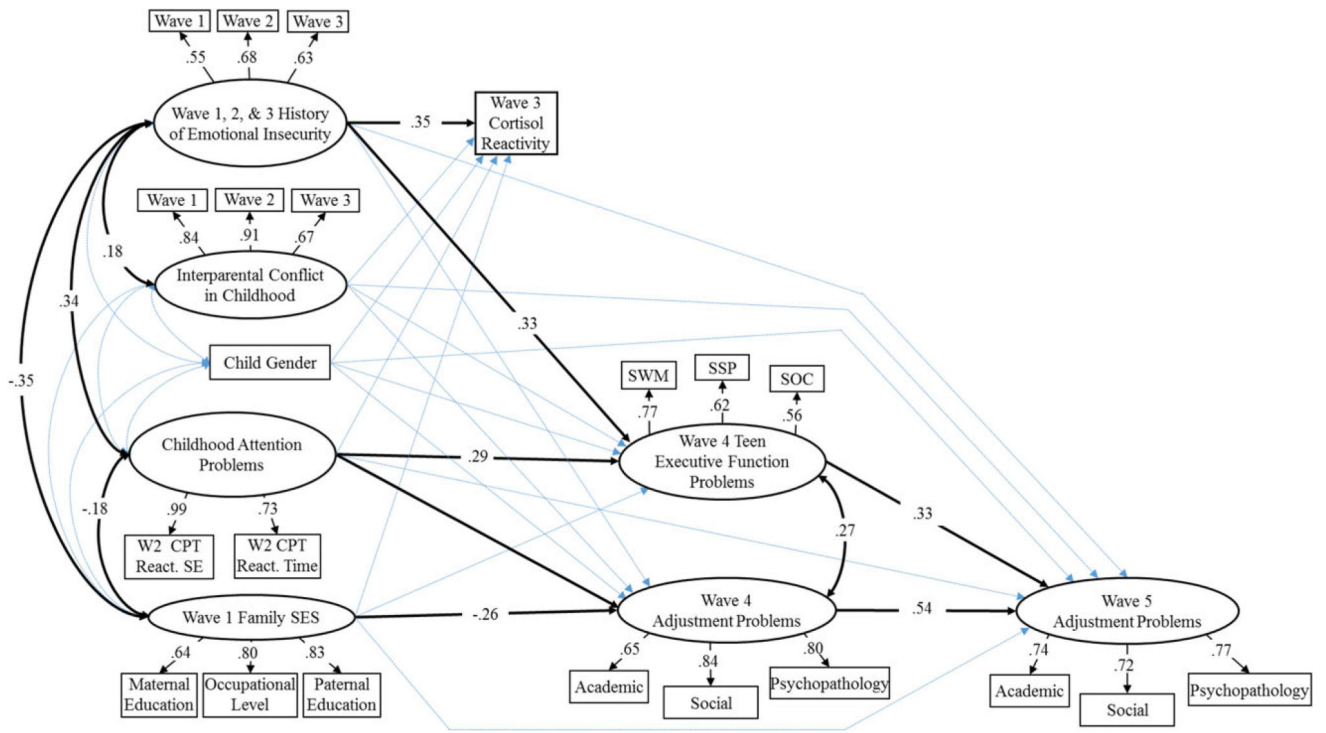 Wave 1
Wave 2
Wave 3
.55
.68
.63
Wave 1, 2, & 3 History
of Emotional Insecurity
.35
Wave 3
Cortisol
Reactivity
Wave 1
Wave 2
Wave 3
.84
.91
.67
.18
Interparental Conflict
in Childhood
.34
.33
Child Gender
-.35
SWM
SSP
SOC
.77
.62
.56
Childhood Attention
Problems
.29
Wave 4 Teen
Executive Function
Problems
-.18
.99
.73
W2 CPT
React. SE
W2 CPT
React. Time
.27
.33
Wave 1 Family SES
-.26
Wave 4
Adjustment Problems
.54
Wave 5
Adjustment Problems
.64
.80
.83
Maternal
Education
Occupational
Level
Paternal
Education
.65
.84
.80
Academic
Social
Psychopathology
.74
.72
.77
Academic
Social
Psychopathology